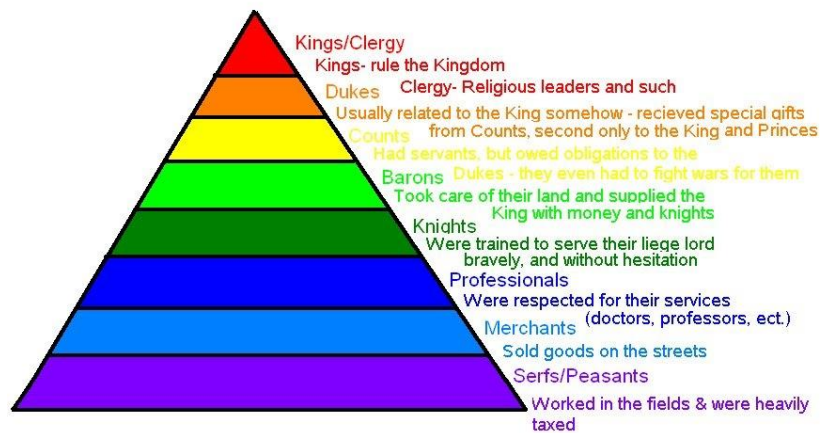 Kings/Clergy
Kings- rule the Kingdom
Clergy- Religious leaders and such
Dukes
Usually related to the King somehow - recieved special gifts
from Counts, second only to the King and Princes
Counts
Had servants, but owed obligations to the
Dukes - they even had to fight wars for them
Barons
Took care of their land and supplied the
King with money and knights
Knights
Were trained to serve their liege lord
bravely, and without hesitation
Professionals
Were respected for their services
(doctors, professors, ect.)
Merchants
Sold goods on the streets
Serfs/Peasants
Worked in the fields & were heavily
taxed